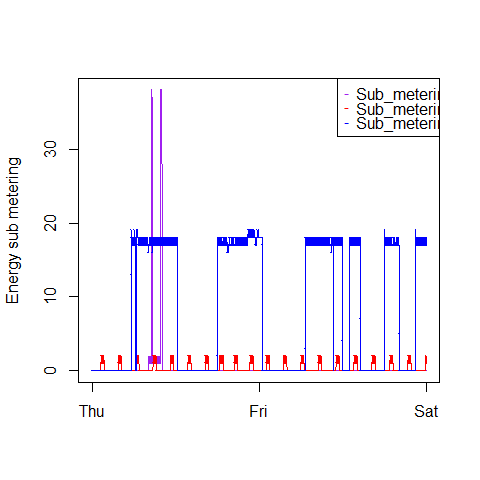 Energy sub metering
30
20
10
0
Thu
Fri
Sat
Sub_meterin
Sub_meterin
Sub_meterin